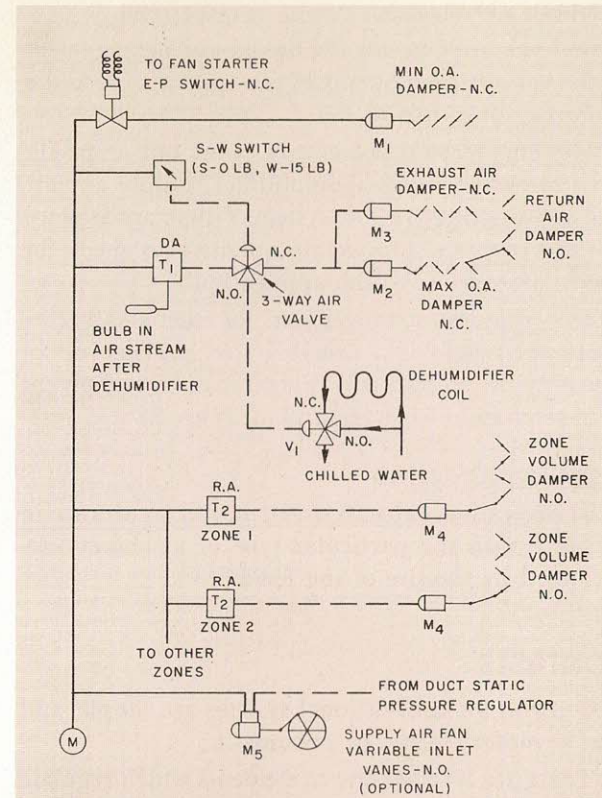 TO FAN STARTER
E-P SWITCH-N.C.
MIN O.A.
DAMPER-N.C.
M1
S-W SWITCH
(S-0 LB, W-15 LB)
EXHAUST AIR
DAMPER-N.C.
M3
RETURN
AIR
DAMPER
N.O.
DA
T1
N.C.
N.O.
3-WAY AIR
VALVE
M2
MAX O.A.
DAMPER
N.C.
BULB IN
AIR STREAM
AFTER
DEHUMIDIFIER
DEHUMIDIFIER
COIL
N.C.
N.O.
V1
CHILLED WATER
R.A.
T2
ZONE 1
M4
ZONE
VOLUME
DAMPER
N.O.
R.A.
T2
ZONE 2
M4
ZONE
VOLUME
DAMPER
N.O.
TO OTHER
ZONES
FROM DUCT STATIC
PRESSURE REGULATOR
M
M5
SUPPLY AIR FAN
VARIABLE INLET
VANES-N.O.
(OPTIONAL)